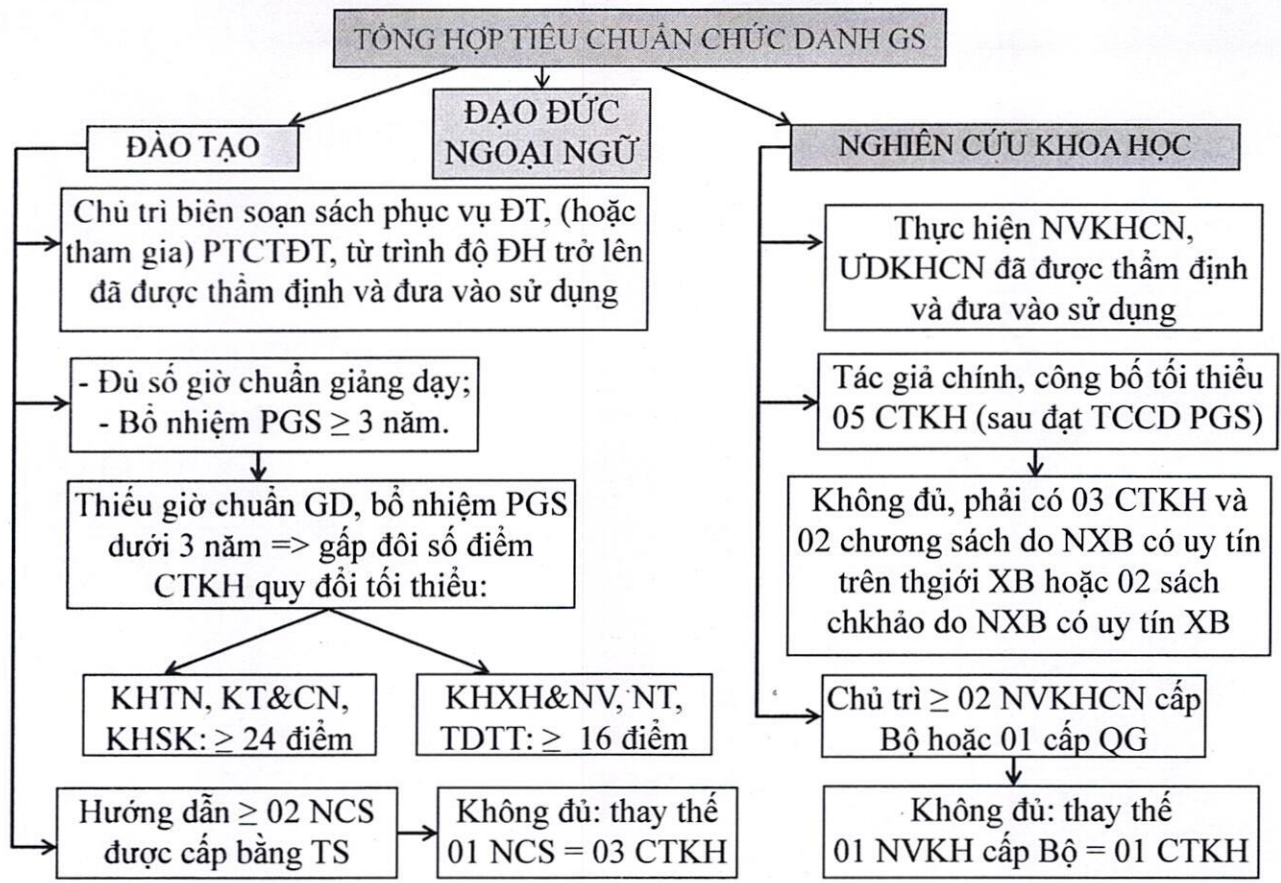 TỔNG HỢP TIÊU CHUẨN CHỨC DANH GS
ĐẠO ĐỨC
NGOẠI NGỮ
ĐÀO TẠO
Chủ trì biên soạn sách phục vụ ĐT, (hoặc
tham gia) PTCTĐT, từ trình độ ĐH trở lên
đã được thẩm định và đưa vào sử dụng
- Đủ số giờ chuẩn giảng dạy;
- Bổ nhiệm PGS ≥ 3 năm.
Thiếu giờ chuẩn GD, bổ nhiệm PGS
dưới 3 năm => gấp đôi số điểm
CTKH quy đổi tối thiểu:
KHTN, KT&CN,
KHSK: ≥ 24 điểm
KHXH&NV, NT,
TDTT: ≥ 16 điểm
Hướng dẫn ≥ 02 NCS
được cấp bằng TS
Không đủ: thay thế
01 NCS = 03 CTKH
NGHIÊN CỨU KHOA HỌC
Thực hiện NVKHCN,
ƯDKHCN đã được thẩm định
và đưa vào sử dụng
Tác giả chính, công bố tối thiểu
05 CTKH (sau đạt TCCD PGS)
Không đủ, phải có 03 CTKH và
02 chương sách do NXB có uy tín
trên thgiới XB hoặc 02 sách
chkhảo do NXB có uy tín XB
Chủ trì ≥ 02 NVKHCN cấp
Bộ hoặc 01 cấp QG
Không đủ: thay thế
01 NVKH cấp Bộ = 01 CTKH